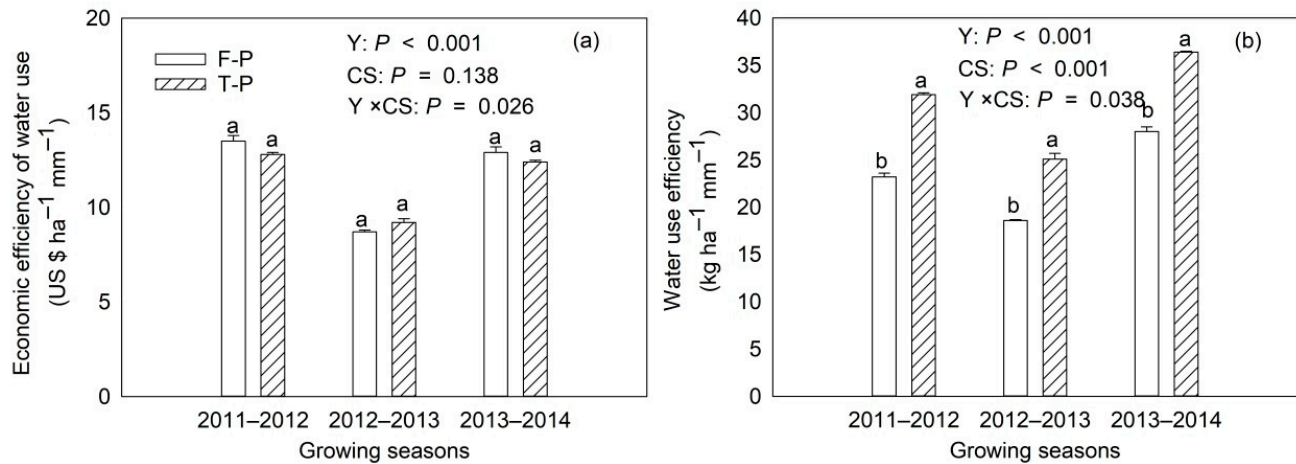 Economic efficiency of water use
(US $ ha−1 mm−1)
20
15
10
5
0
F-P
T-P
Y: P < 0.001
CS: P = 0.138
Y ×CS: P = 0.026
(a)
a
a
a
a
a
a
2011–2012
2012–2013
2013–2014
Growing seasons
Water use efficiency
(kg ha−1 mm−1)
40
35
30
25
20
15
10
5
0
Y: P < 0.001
CS: P < 0.001
Y ×CS: P = 0.038
(b)
b
a
b
a
b
a
2011–2012
2012–2013
2013–2014
Growing seasons